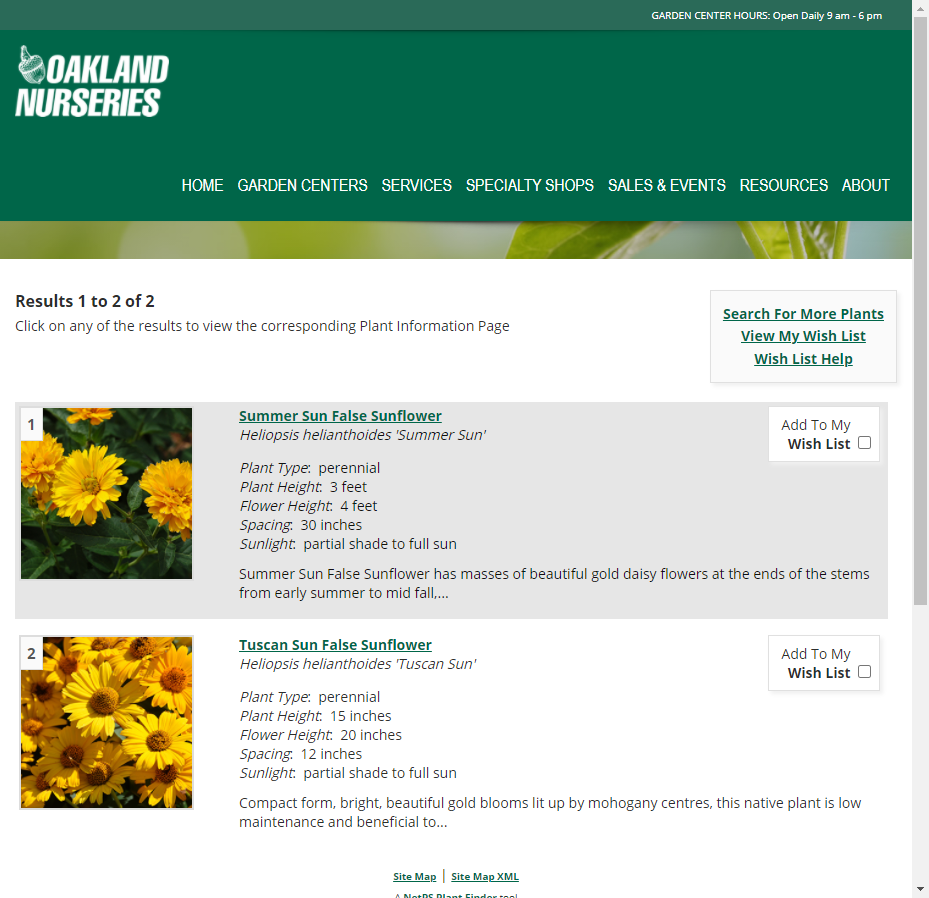 GARDEN CENTER HOURS: Open Daily 9 am - 6 pm
OAKLAND
NURSERIES
HOME GARDEN CENTERS SERVICES SPECIALTY SHOPS SALES & EVENTS RESOURCES ABOUT
Results 1 to 2 of 2
Click on any of the results to view the corresponding Plant Information Page
Search For More Plants
View My Wish List
Wish List Help
1
Summer Sun False Sunflower
Heliopsis helianthoides 'Summer Sun'
Plant Type: perennial
Plant Height: 3 feet
Flower Height: 4 feet
Spacing: 30 inches
Sunlight: partial shade to full sun
Summer Sun False Sunflower has masses of beautiful gold daisy flowers at the ends of the stems
from early summer to mid fall,...
Add To My
Wish List
2
Tuscan Sun False Sunflower
Heliopsis helianthoides 'Tuscan Sun'
Plant Type: perennial
Plant Height: 15 inches
Flower Height: 20 inches
Spacing: 12 inches
Sunlight: partial shade to full sun
Compact form, bright, beautiful gold blooms lit up by mohogany centres, this native plant is low
maintenance and beneficial to...
Add To My
Wish List
Site Map | Site Map XML
A NetPS Plant Finder tool